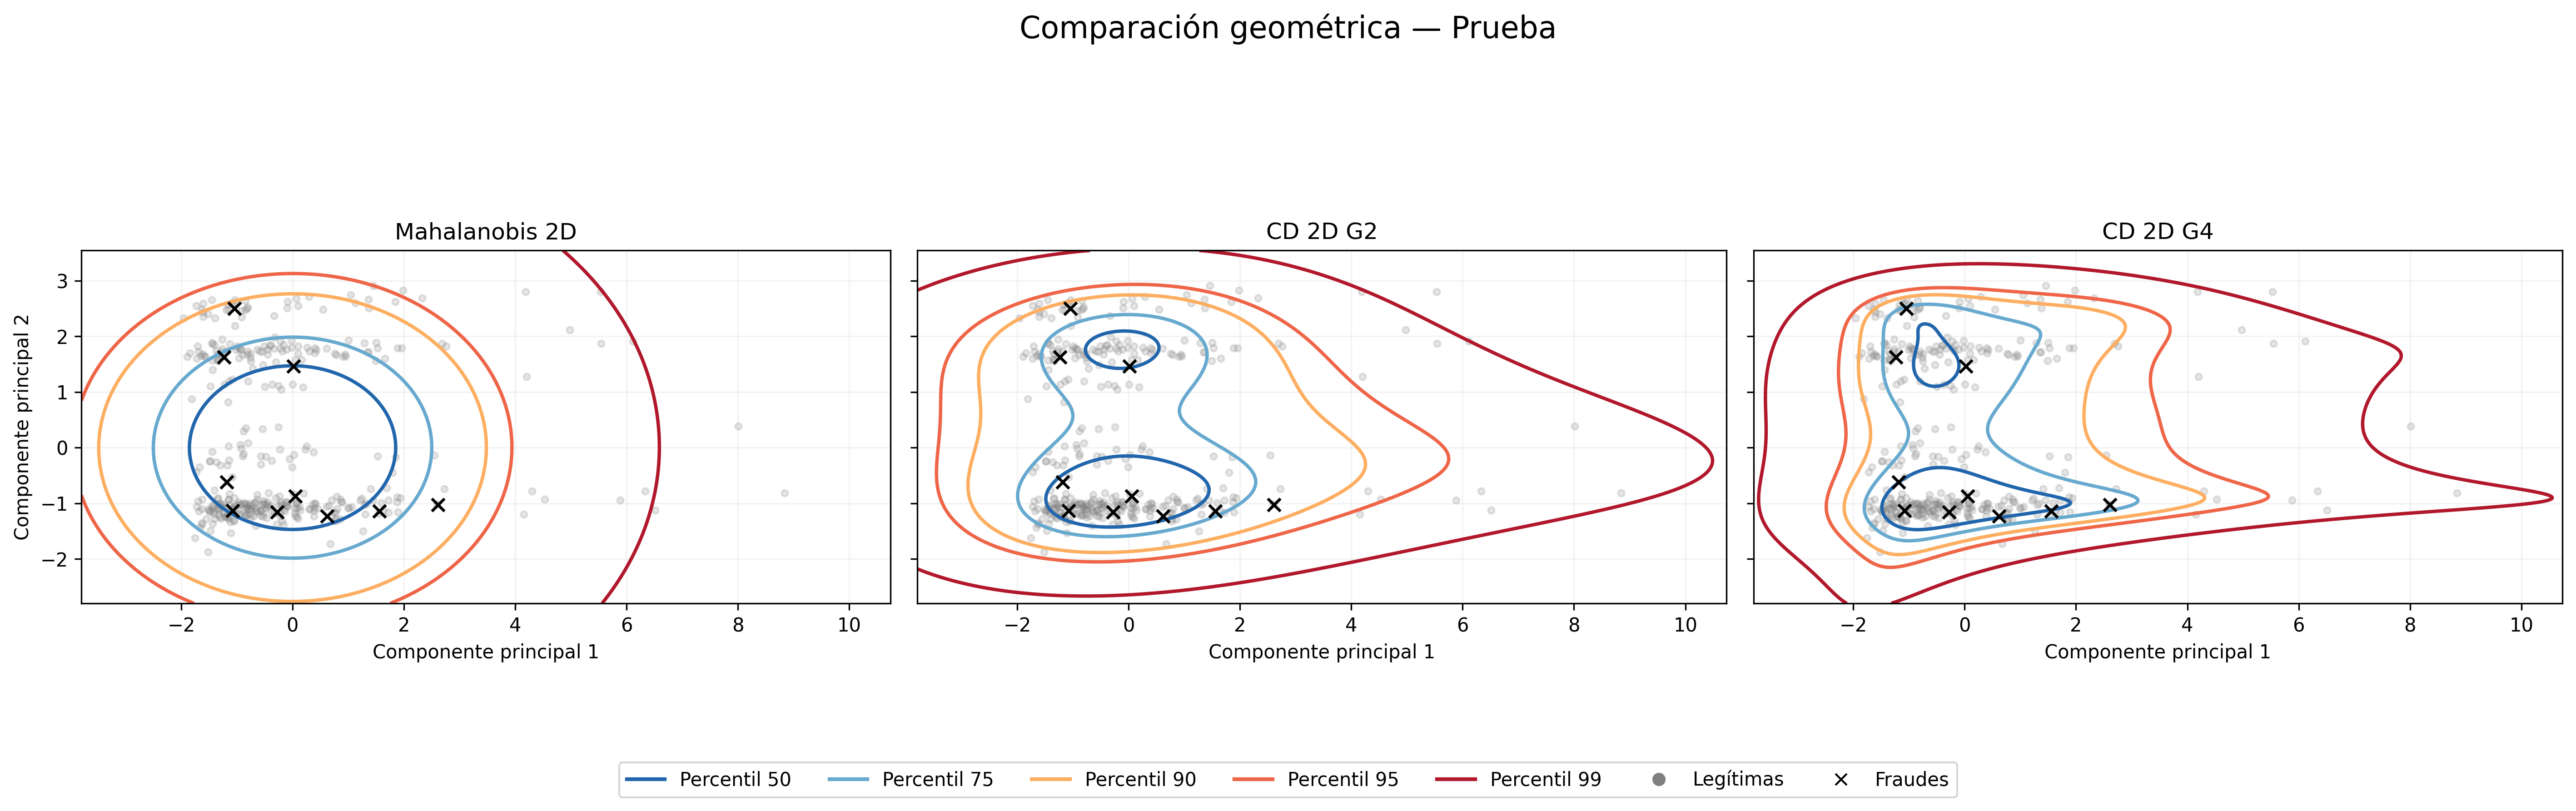 Comparación geométrica — Prueba
Mahalanobis 2D
CD 2D G2
CD 2D G4
Componente principal 2
3
2
1
0
−1
−2
−2 0 2 4 6 8 10
−2 0 2 4 6 8 10
−2 0 2 4 6 8 10
Componente principal 1
Componente principal 1
Componente principal 1
Percentil 50 Percentil 75 Percentil 90 Percentil 95 Percentil 99 Legítimas Fraudes